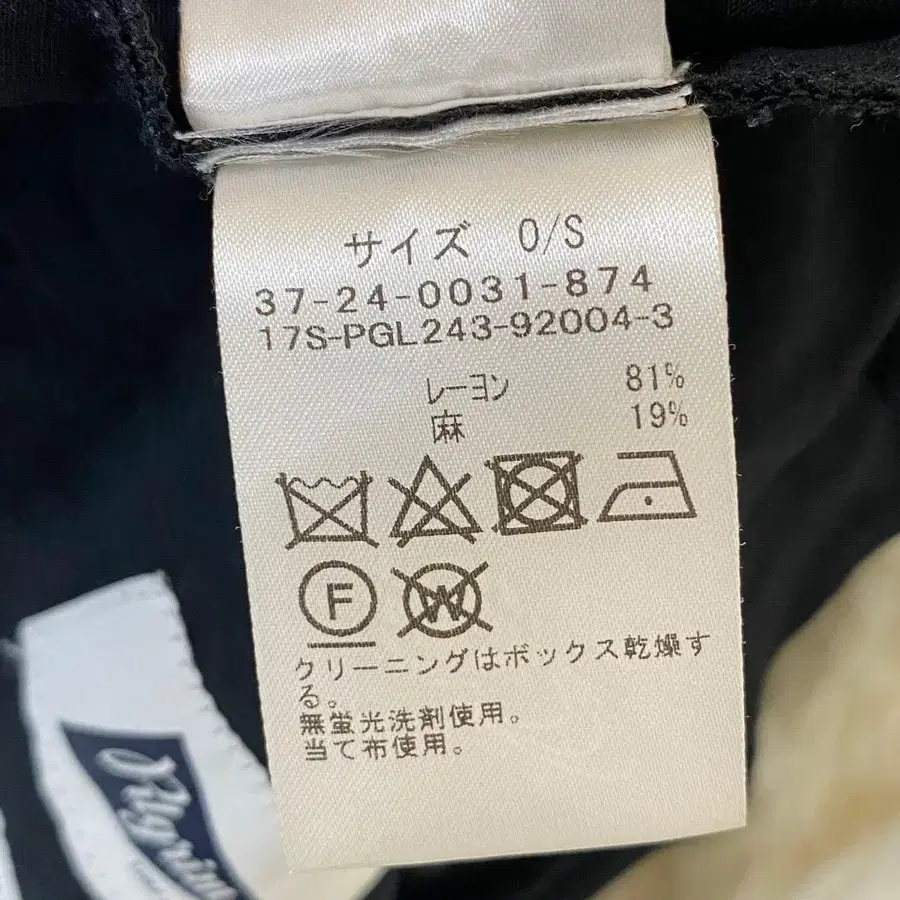 サイズ O/S
37-24-0031-874
17S-PGL243-92004-3
レーヨン 81%
麻 19%
F
W
クリーニングはボックス乾燥す
る。
無蛍光洗剤使用。
当て布使用。
Pilgrim